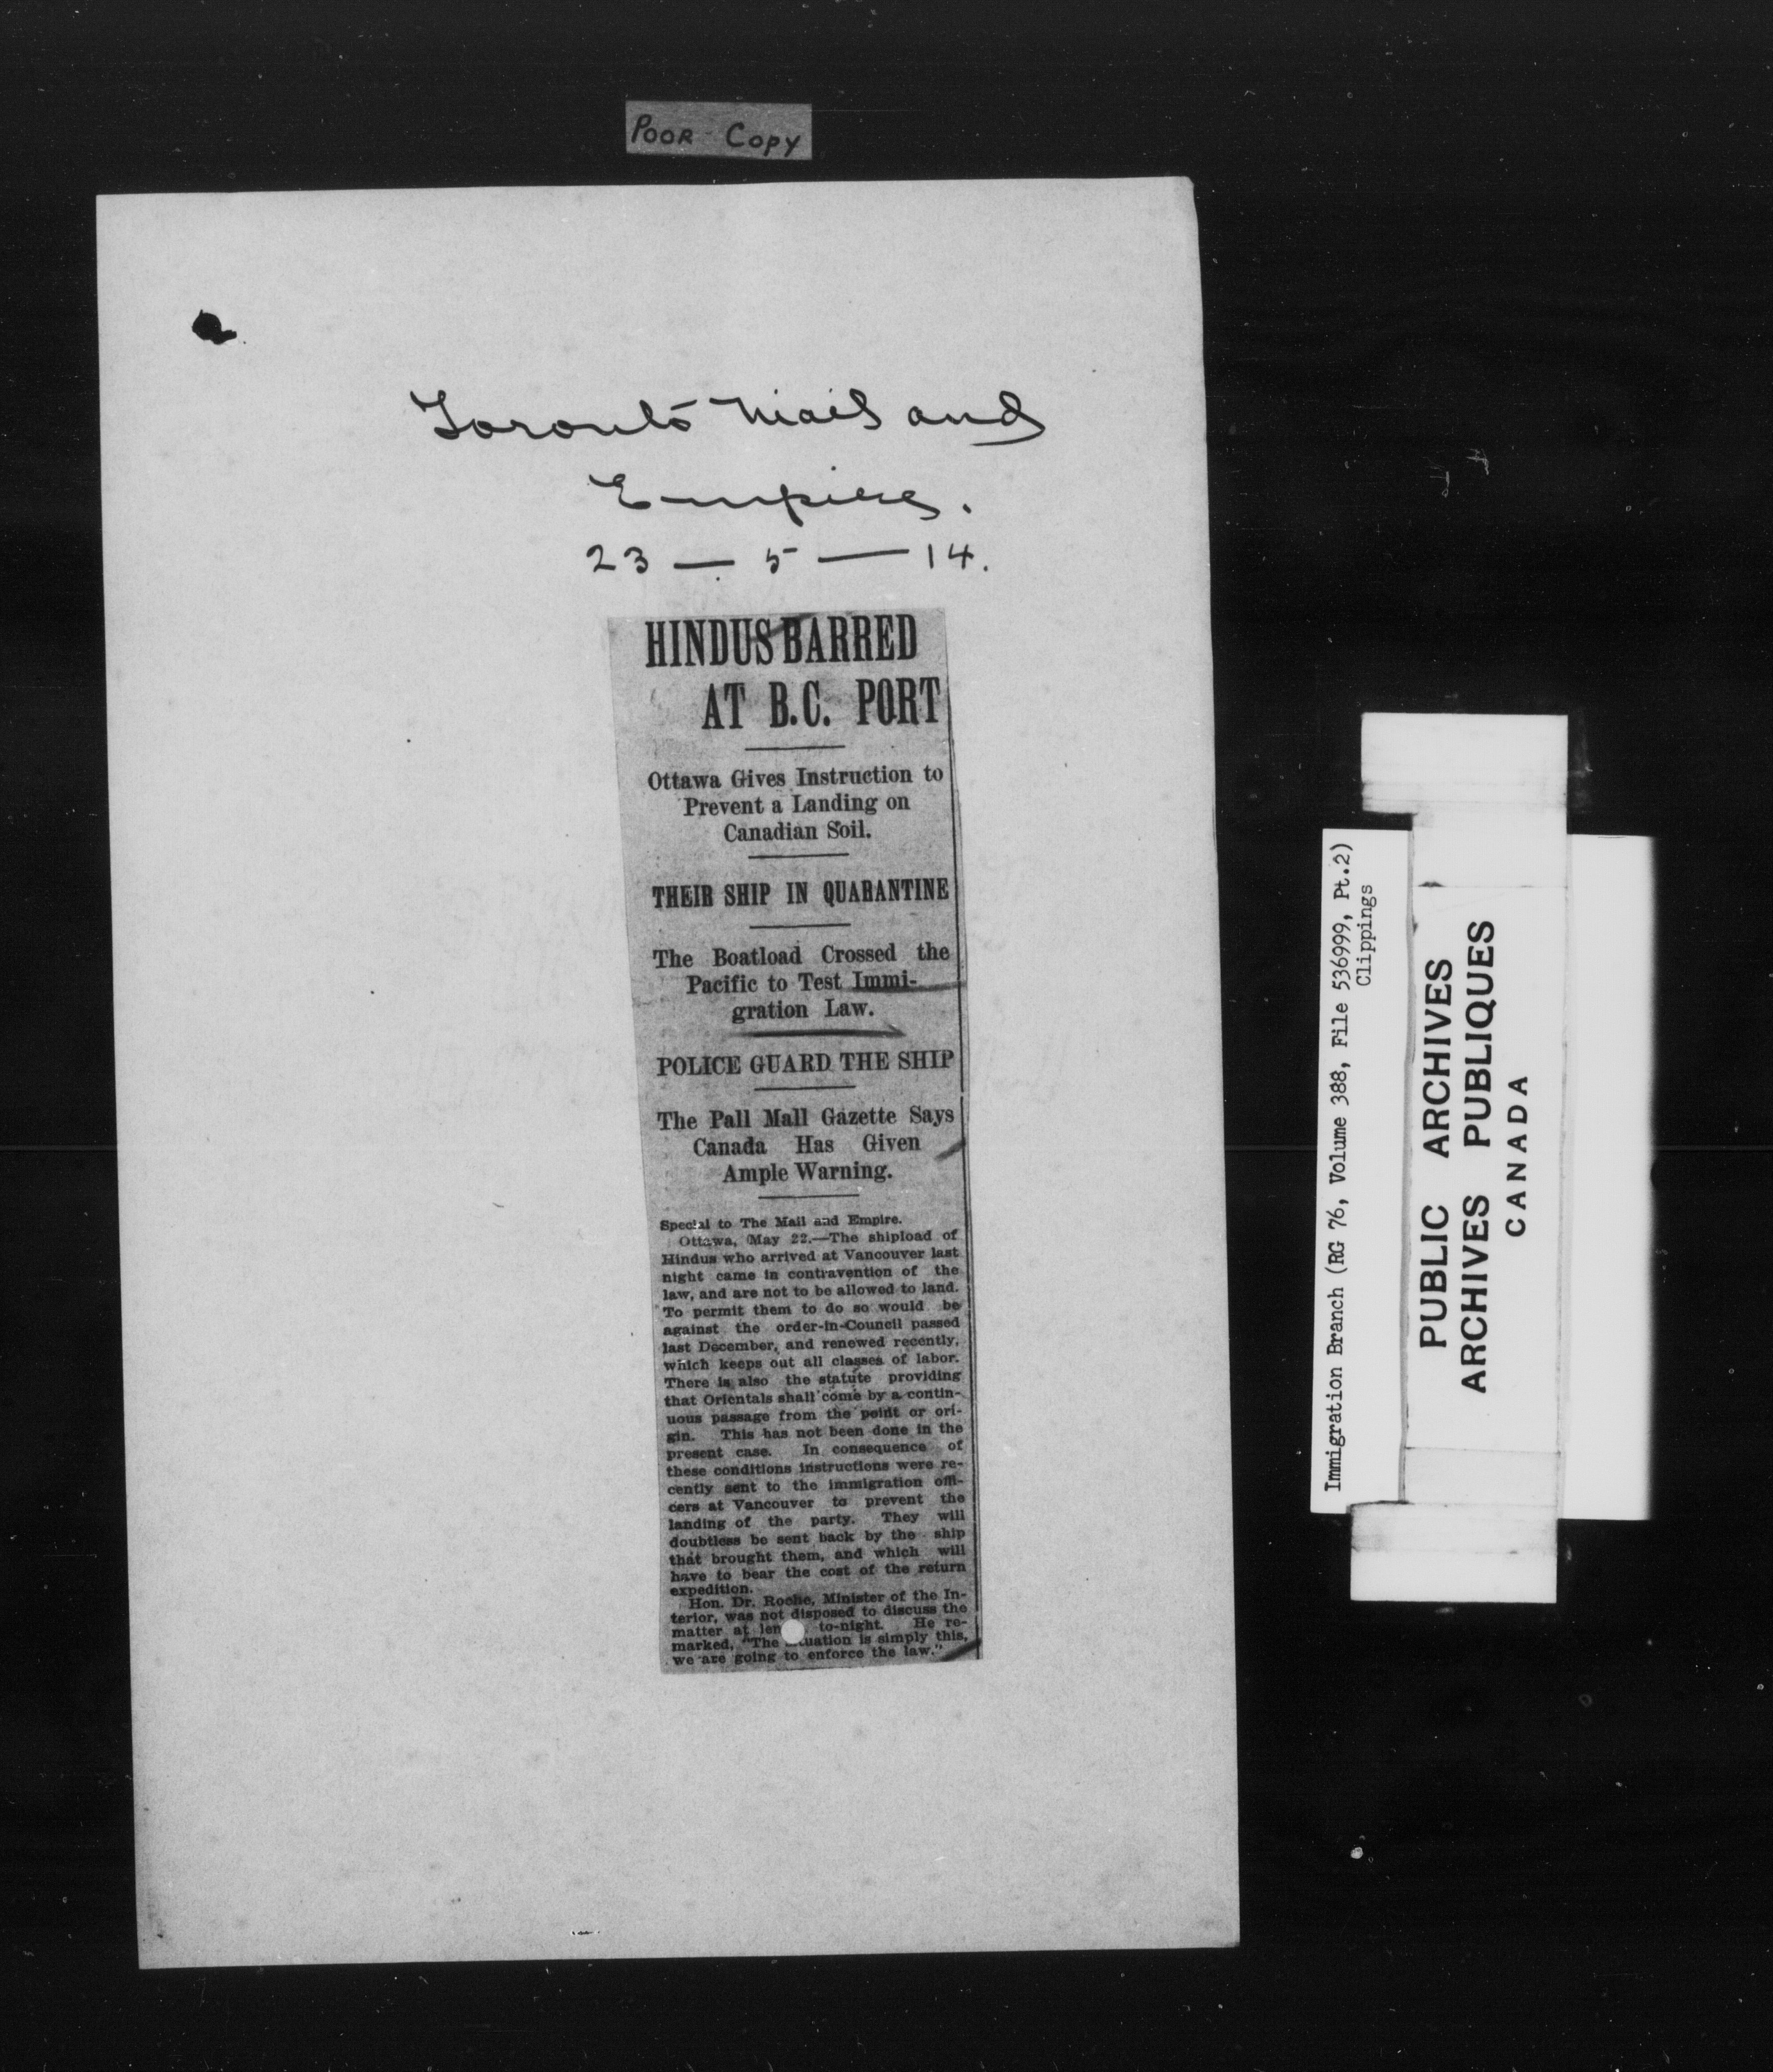 POOR COPY
Toronto Mail and
Empire.
23 — 5 — 14.
HINDUS BARRED
AT B.C. PORT
Ottawa Gives Instruction to
Prevent a Landing on
Canadian Soil.
THEIR SHIP IN QUARANTINE
The Boatload Crossed the
Pacific to Test Immi-
gration Law.
POLICE GUARD THE SHIP
The Pall Mall Gazette Says
Canada Has Given
Ample Warning.
Special to The Mail and Empire.
Ottawa, May 22.—The shipload of
Hindus who arrived at Vancouver last
night came in contravention of the
law, and are not to be allowed to land.
To permit them to do so would be
against the order-in-Council passed
last December, and renewed recently,
which keeps out all classes of labor.
There is also the statute providing
that Orientals shall come by a contin-
uous passage from the point or ori-
gin. This has not been done in the
present case. In consequence of
these conditions instructions were re-
cently sent to the immigration offi-
cers at Vancouver to prevent the
landing of the party. They will
doubtless be sent back by the ship
that brought them, and which will
have to bear the cost of the return
expedition.
Hon. Dr. Roche, Minister of the In-
terior, was not disposed to discuss the
matter at len to-night. He re-
marked, "The tuation is simply this,
we are going to enforce the law."
Immigration Branch (RG 76, Volume 388, File 536999, Pt.2)
Clippings
PUBLIC ARCHIVES
ARCHIVES PUBLIQUES
CANADA